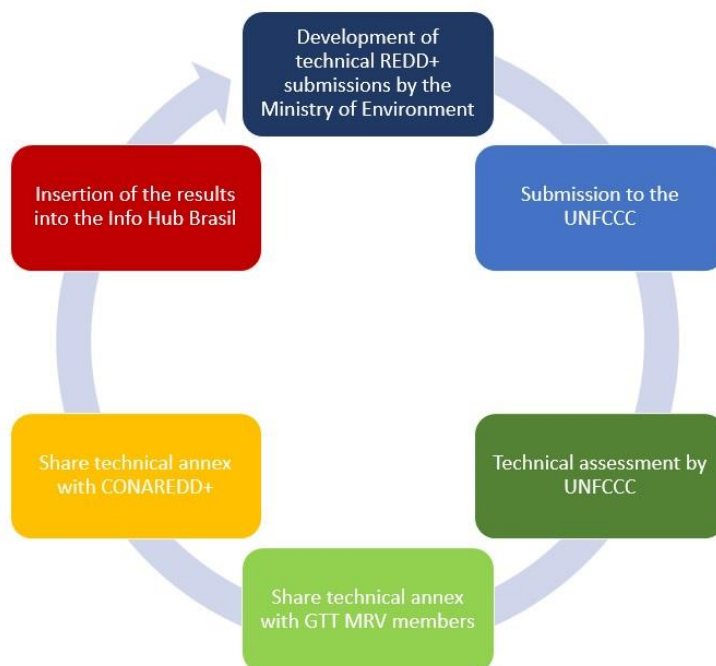 Development of
technical REDD+
submissions by the
Ministry of Environment
Submission to the
UNFCCC
Technical assessment by
UNFCCC
Share technical annex
with GTT MRV members
Share technical annex
with CONAREDD+
Insertion of the results
into the Info Hub Brasil